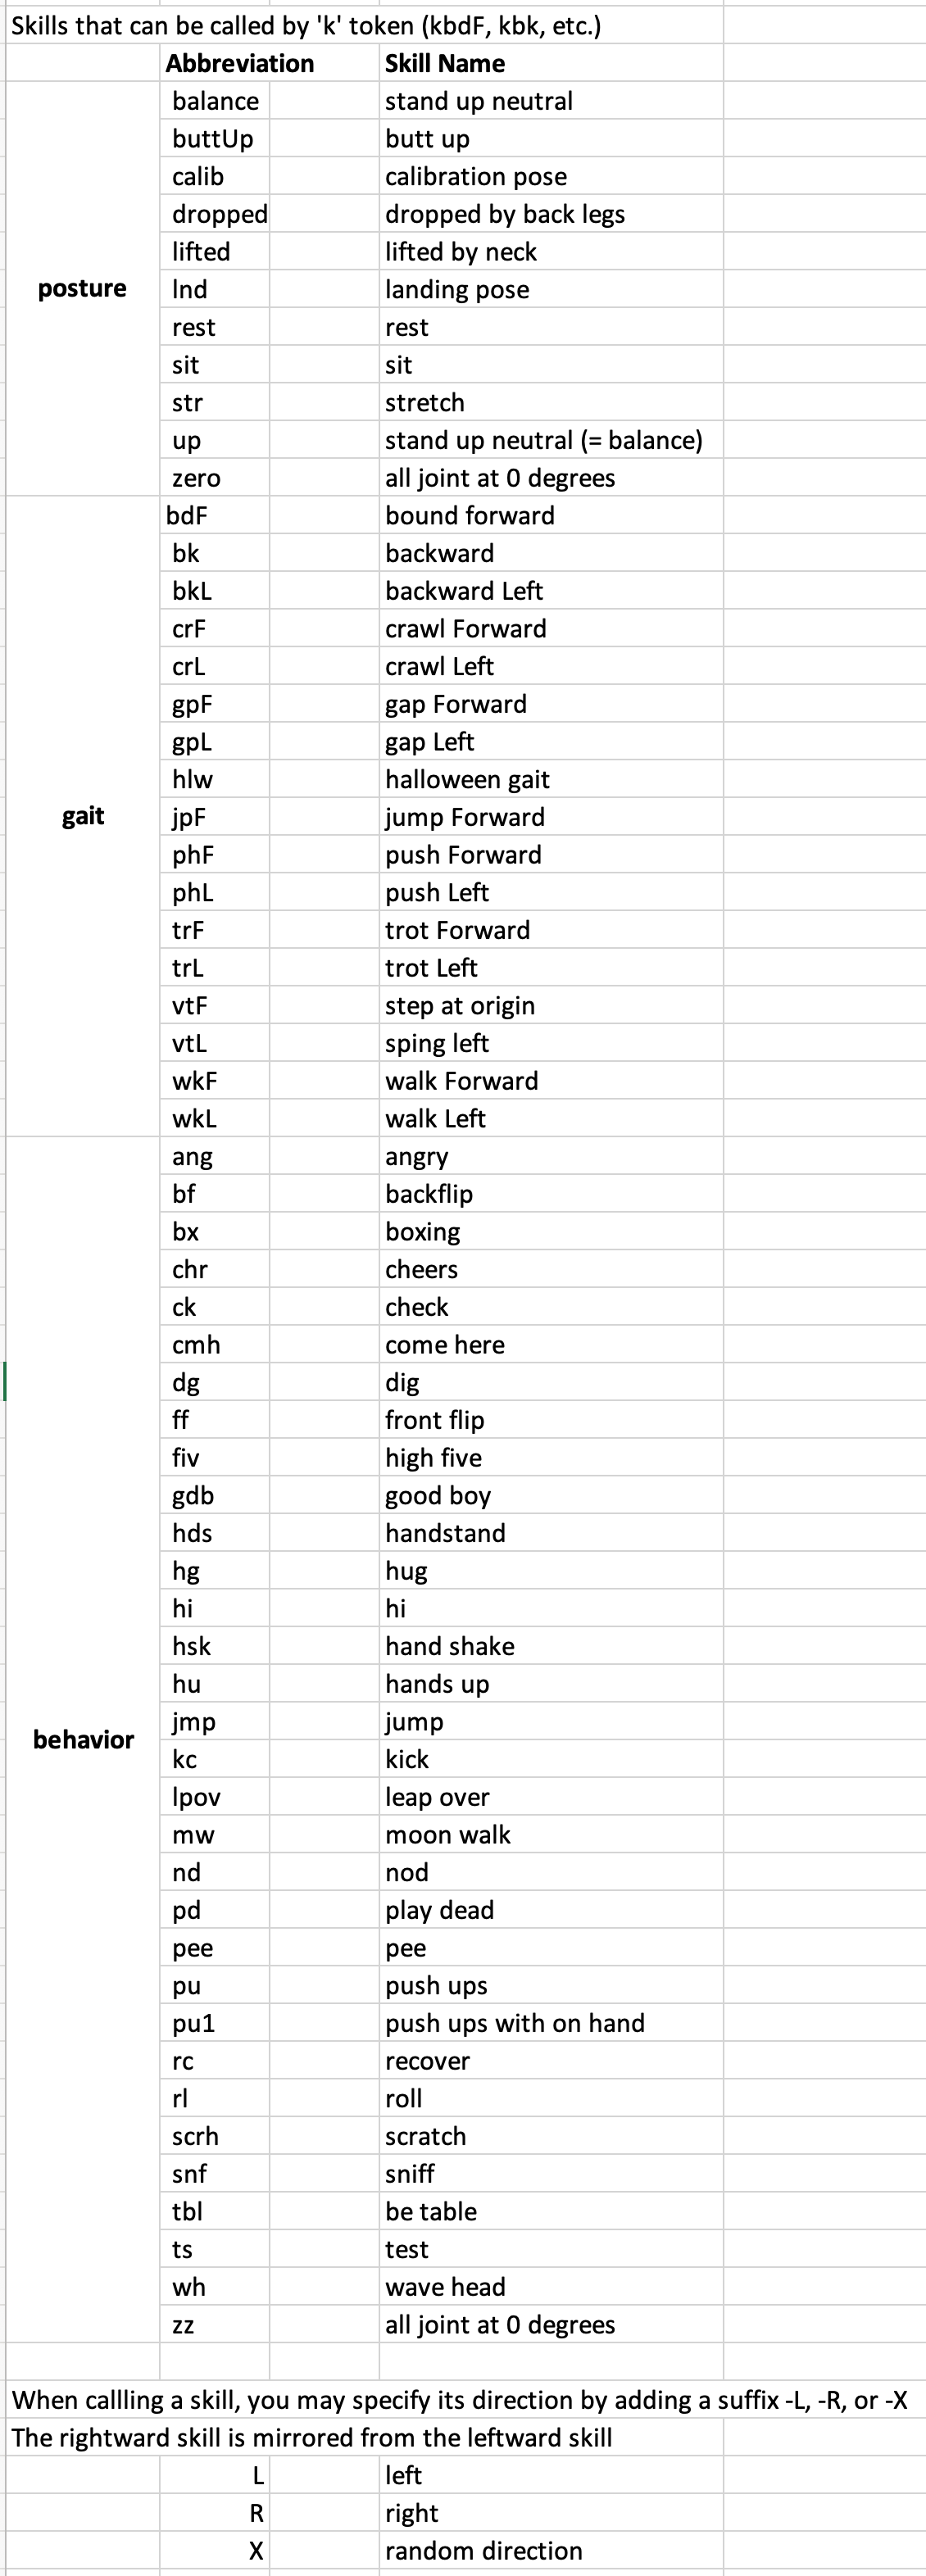 Skills that can be called by 'k' token (kbdF, kbk, etc.)
Abbreviation Skill Name
posture
balance stand up neutral
buttUp butt up
calib calibration pose
dropped dropped by back legs
lifted lifted by neck
lnd landing pose
rest rest
sit sit
str stretch
up stand up neutral (= balance)
zero all joint at 0 degrees
gait
bdF bound forward
bk backward
bkL backward Left
crF crawl Forward
crL crawl Left
gpF gap Forward
gpL gap Left
hlw halloween gait
jpF jump Forward
phF push Forward
phL push Left
trF trot Forward
trL trot Left
vtF step at origin
vtL sping left
wkF walk Forward
wkL walk Left
behavior
ang angry
bf backflip
bx boxing
chr cheers
ck check
cmh come here
dg dig
ff front flip
fiv high five
gdb good boy
hds handstand
hg hug
hi hi
hsk hand shake
hu hands up
jmp jump
kc kick
lpov leap over
mw moon walk
nd nod
pd play dead
pee pee
pu push ups
pu1 push ups with on hand
rc recover
rl roll
scrh scratch
snf sniff
tbl be table
ts test
wh wave head
zz all joint at 0 degrees
When callling a skill, you may specify its direction by adding a suffix -L, -R, or -X
The rightward skill is mirrored from the leftward skill
L left
R right
X random direction